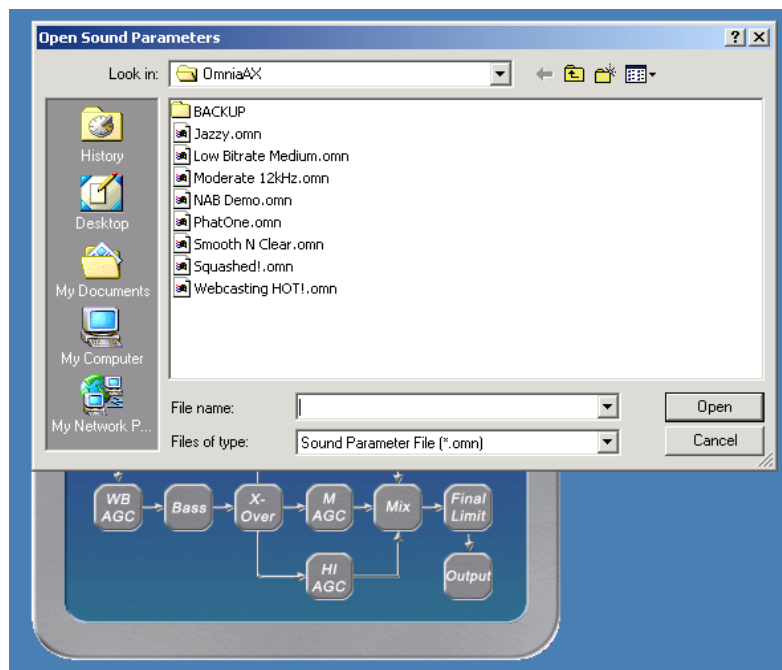 Open Sound Parameters
Look in:
OmniaAX
History
Desktop
My Documents
My Computer
My Network P...
BACKUP
Jazzy.omn
Low Bitrate Medium.omn
Moderate 12kHz.omn
NAB Demo.omn
PhatOne.omn
Smooth N Clear.omn
Squashed!.omn
Webcasting HOT!.omn
File name:
Open
Files of type:
Sound Parameter File (*.omn)
Cancel
WB AGC
Bass
X-Over
M AGC
Mix
Final Limit
HI AGC
Output